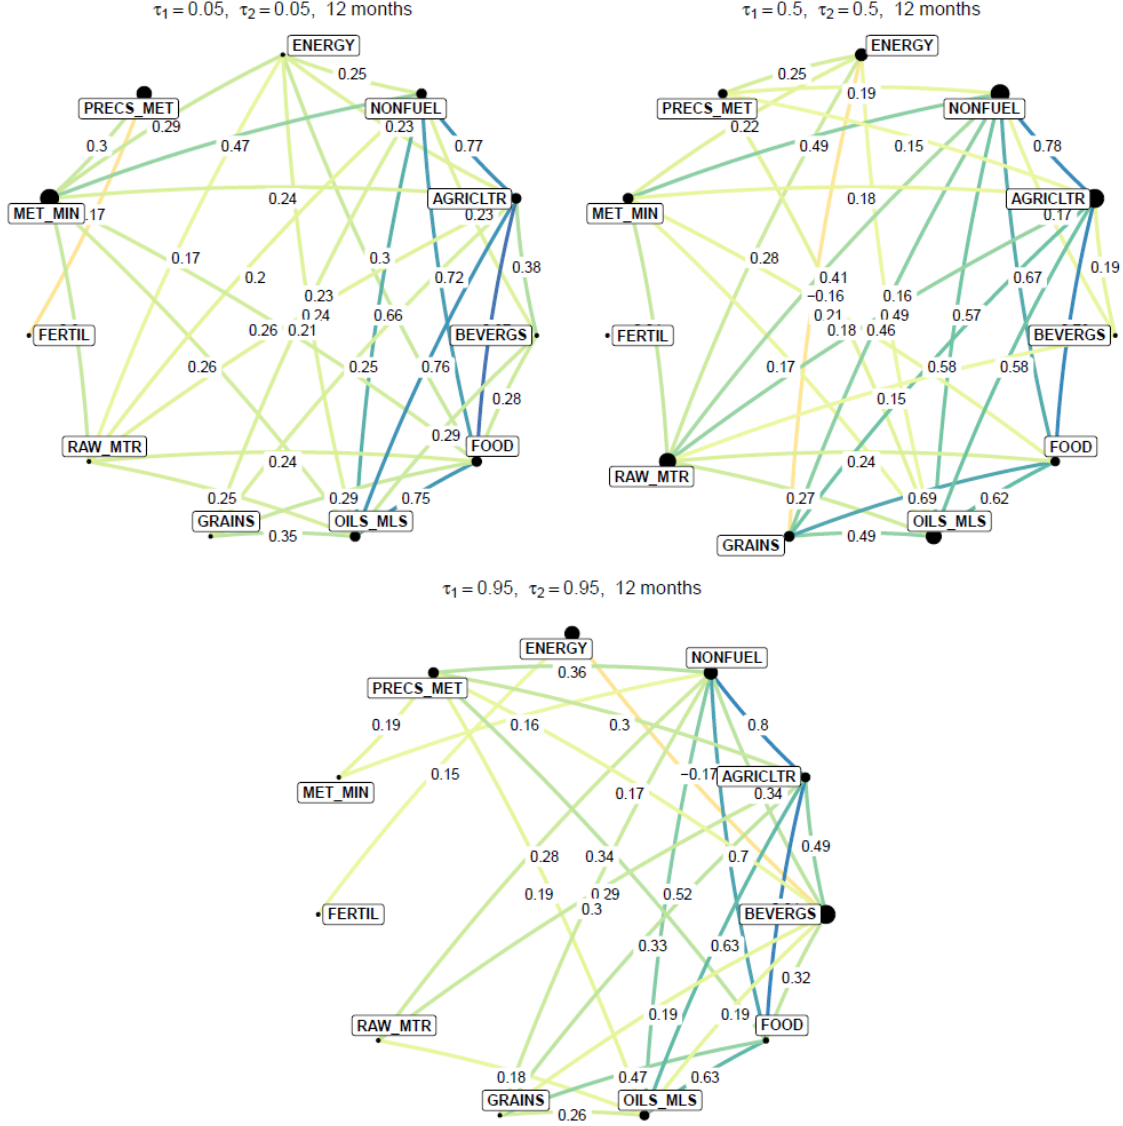 τ1 = 0.05, τ2 = 0.05, 12 months
ENERGY
0.25
PRECS_MET
NONFUEL
0.29
0.23
0.3
0.47
0.77
MET_MIN
0.24
AGRICLTR
.17
0.23
0.17
0.3
0.38
0.2
0.72
0.23
0.24
0.66
FERTIL
0.26
0.21
BEVERGS
0.26
0.25
0.76
0.28
0.29
RAW_MTR
FOOD
0.24
0.25
0.29
0.75
GRAINS
OILS_MLS
0.35
τ1 = 0.5, τ2 = 0.5, 12 months
ENERGY
0.25
0.19
PRECS_MET
NONFUEL
0.22
0.49
0.15
0.78
MET_MIN
0.18
AGRICLTR
0.17
0.28
0.41
0.67
0.19
−0.16
0.16
0.21
0.49
0.57
FERTIL
0.18
0.46
BEVERGS
0.17
0.58
0.58
0.15
FOOD
RAW_MTR
0.24
0.27
0.69
0.62
GRAINS
OILS_MLS
0.49
τ1 = 0.95, τ2 = 0.95, 12 months
ENERGY
NONFUEL
0.36
PRECS_MET
0.19
0.16
0.3
0.8
0.15
−0.17
AGRICLTR
MET_MIN
0.17
0.34
0.28
0.34
0.7
0.49
0.19
0.29
0.52
0.3
FERTIL
BEVERGS
0.33
0.63
0.32
0.19
0.19
RAW_MTR
FOOD
0.18
0.47
0.63
GRAINS
OILS_MLS
0.26